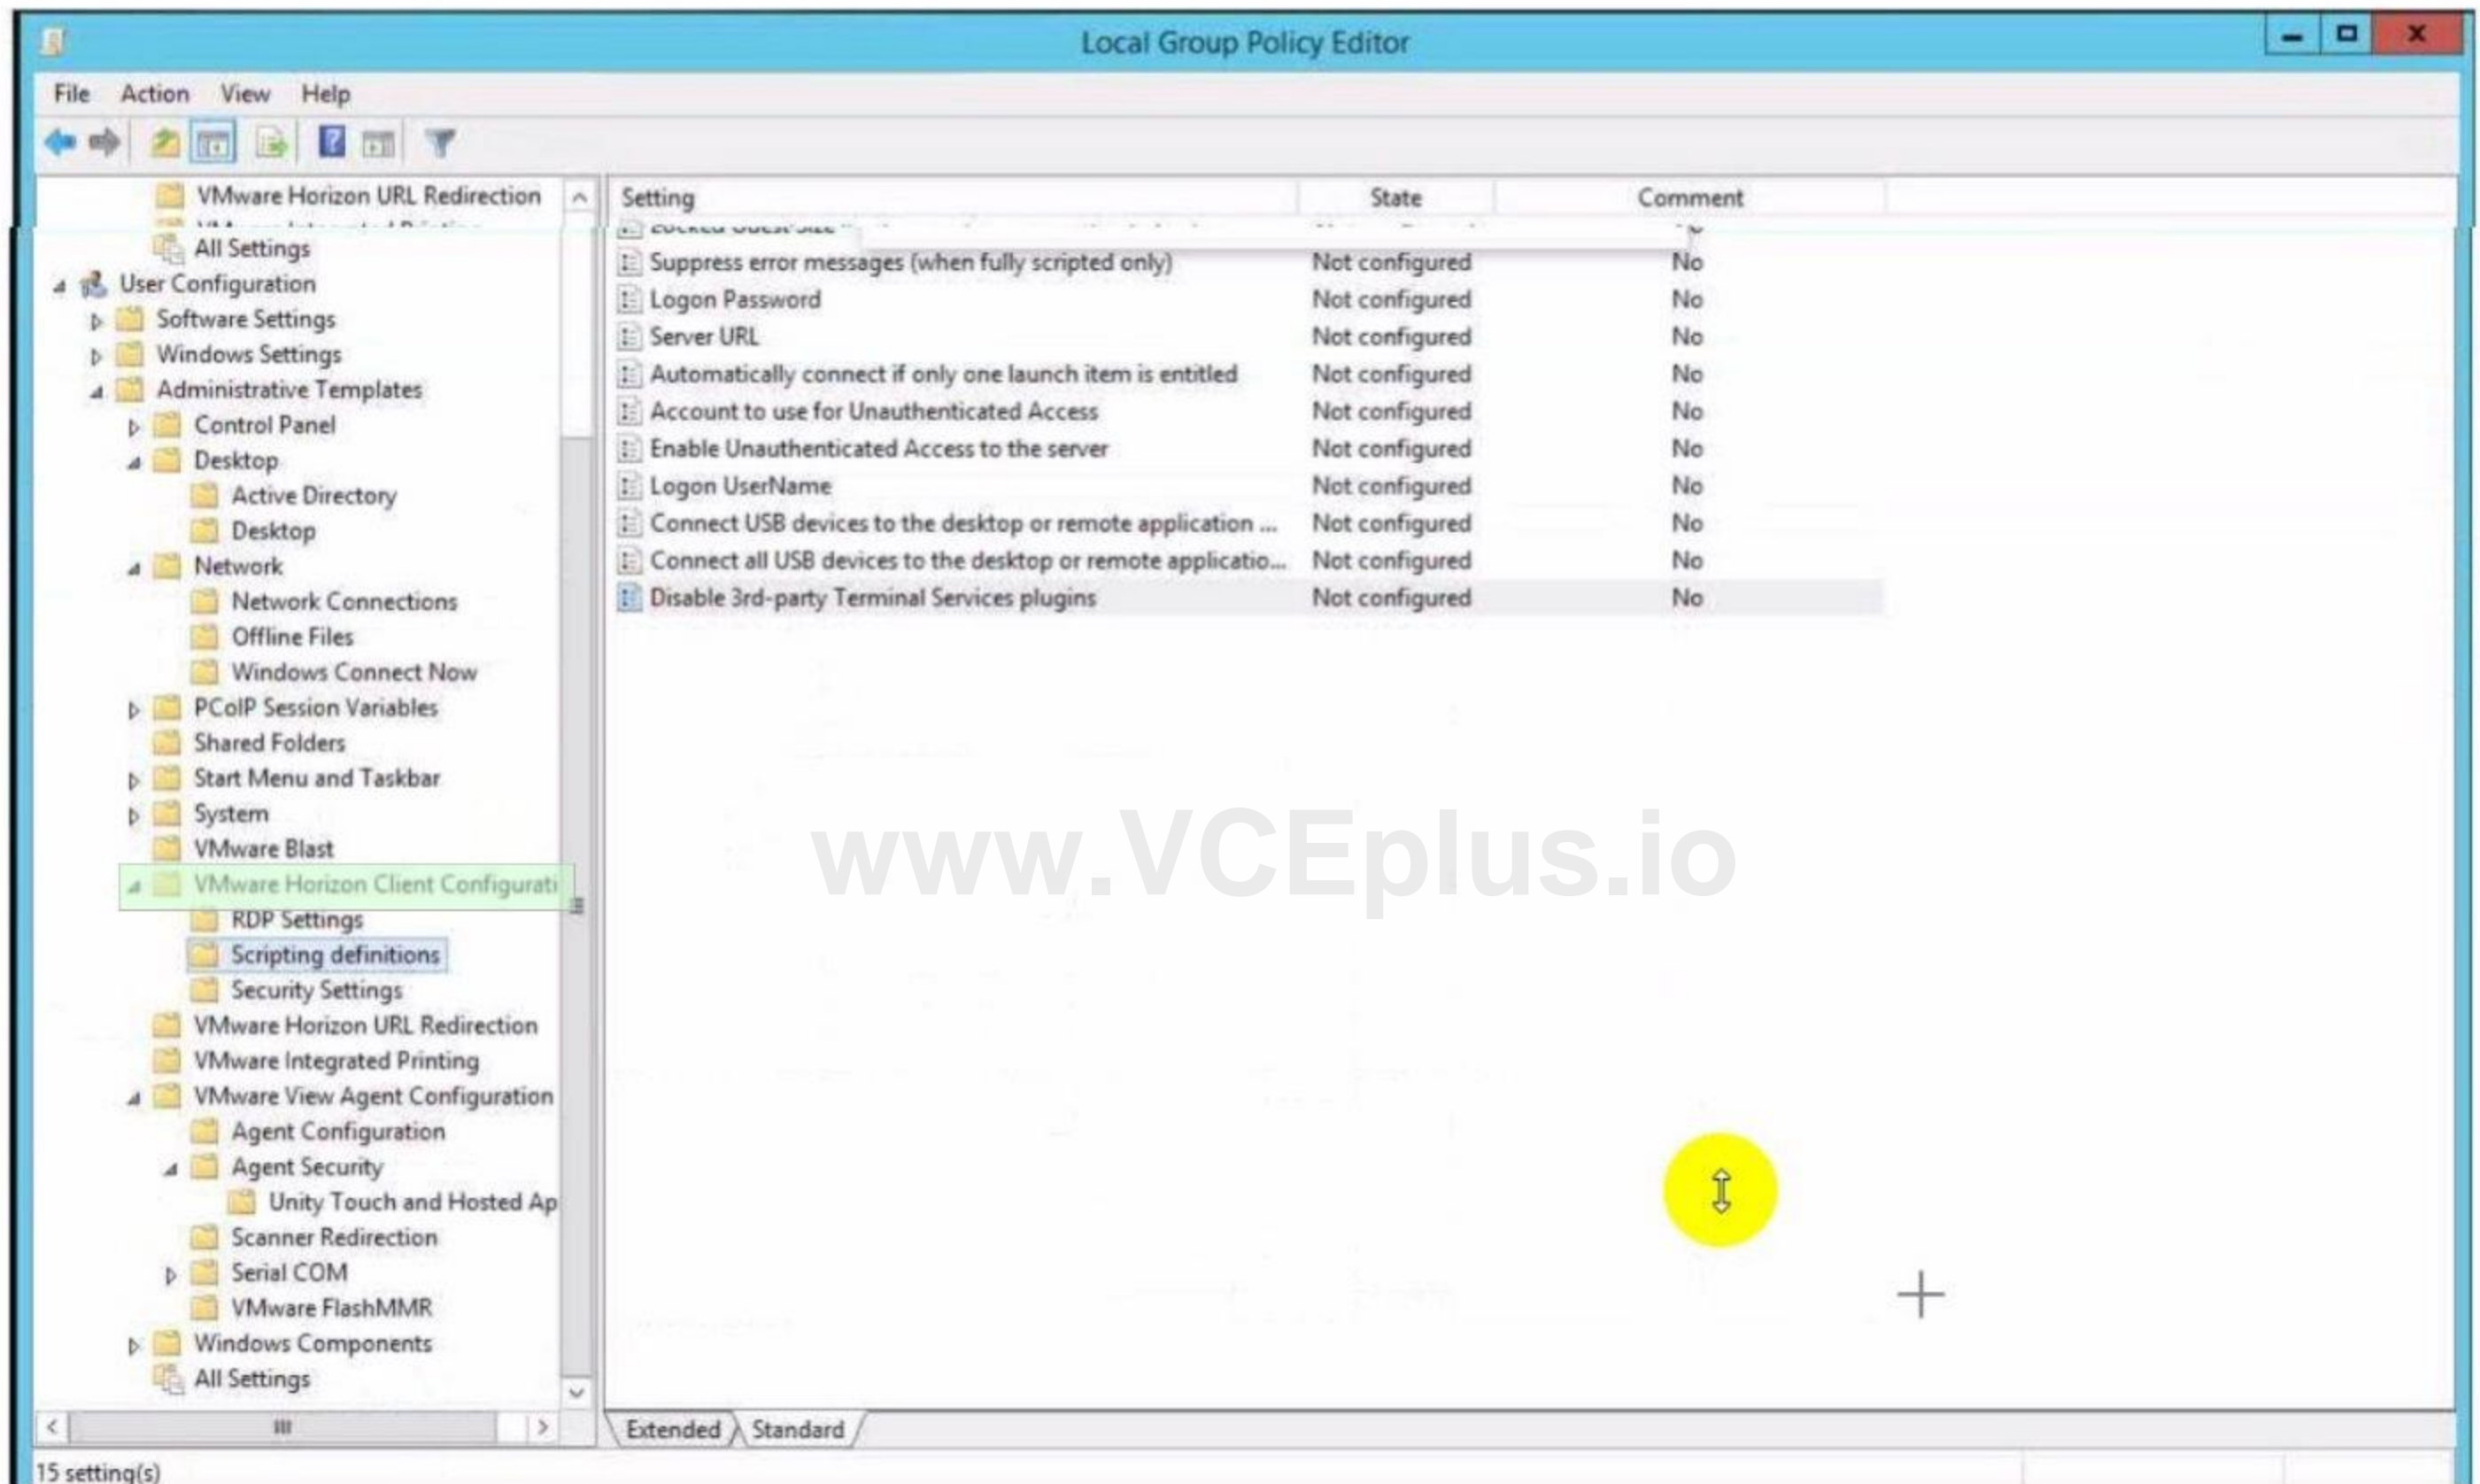 Local Group Policy Editor
File Action View Help
VMware Horizon URL Redirection
All Settings
User Configuration
Software Settings
Windows Settings
Administrative Templates
Control Panel
Desktop
Active Directory
Desktop
Network
Network Connections
Offline Files
Windows Connect Now
PCoIP Session Variables
Shared Folders
Start Menu and Taskbar
System
VMware Blast
VMware Horizon Client Configurati
RDP Settings
Scripting definitions
Security Settings
VMware Horizon URL Redirection
VMware Integrated Printing
VMware View Agent Configuration
Agent Configuration
Agent Security
Unity Touch and Hosted Ap
Scanner Redirection
Serial COM
VMware FlashMMR
Windows Components
All Settings
Setting State Comment
Suppress error messages (when fully scripted only) Not configured No
Logon Password Not configured No
Server URL Not configured No
Automatically connect if only one launch item is entitled Not configured No
Account to use for Unauthenticated Access Not configured No
Enable Unauthenticated Access to the server Not configured No
Logon UserName Not configured No
Connect USB devices to the desktop or remote application ... Not configured No
Connect all USB devices to the desktop or remote applicatio... Not configured No
Disable 3rd-party Terminal Services plugins Not configured No
www.VCEplus.io
Extended Standard
15 setting(s)